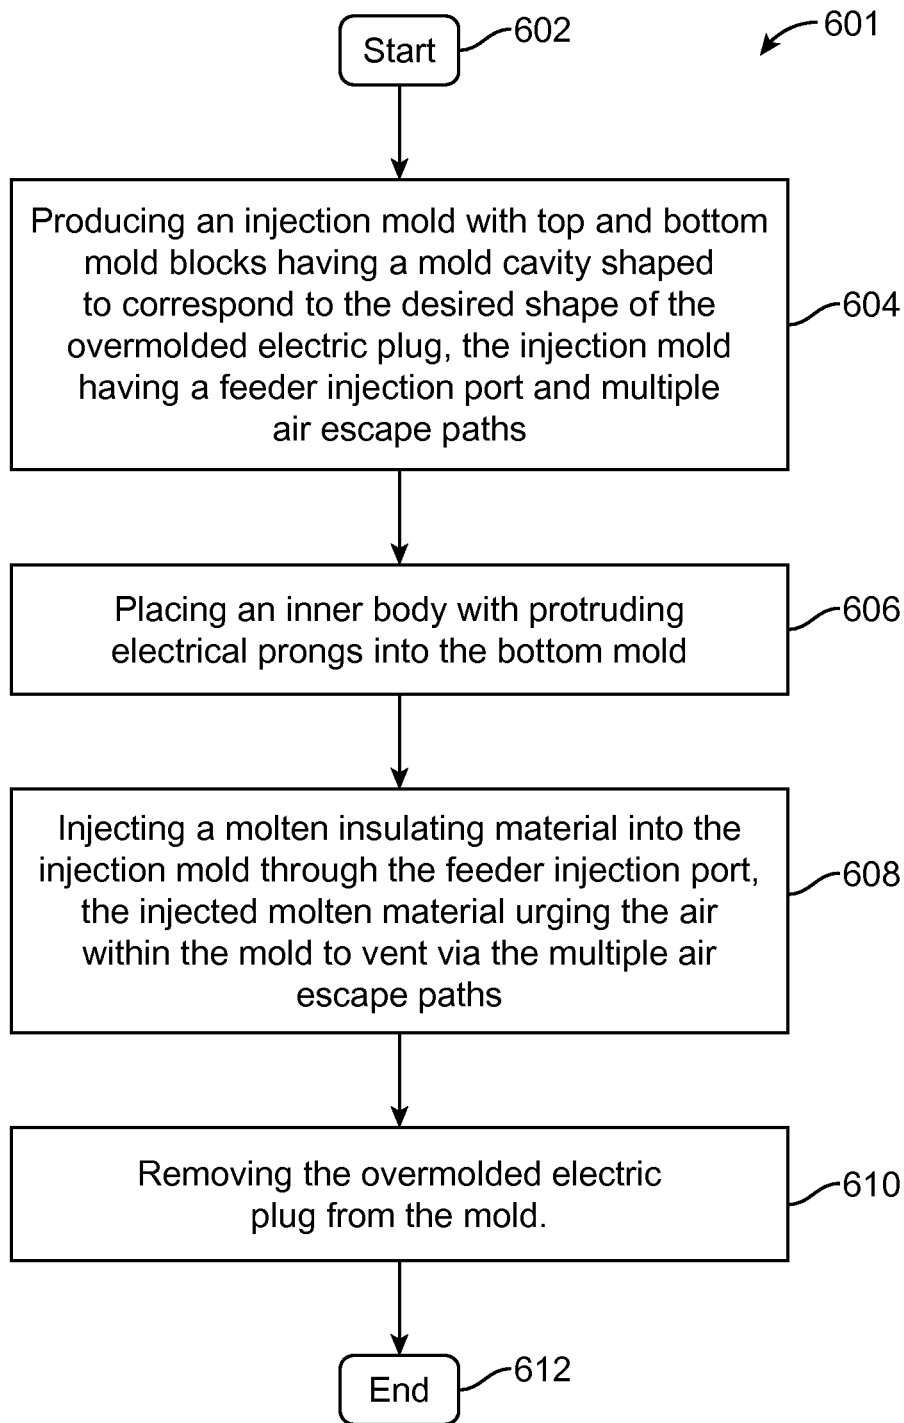 Start
602
601
Producing an injection mold with top and bottom
mold blocks having a mold cavity shaped
to correspond to the desired shape of the
overmolded electric plug, the injection mold
having a feeder injection port and multiple
air escape paths
604
Placing an inner body with protruding
electrical prongs into the bottom mold
606
Injecting a molten insulating material into the
injection mold through the feeder injection port,
the injected molten material urging the air
within the mold to vent via the multiple air
escape paths
608
Removing the overmolded electric
plug from the mold.
610
End
612